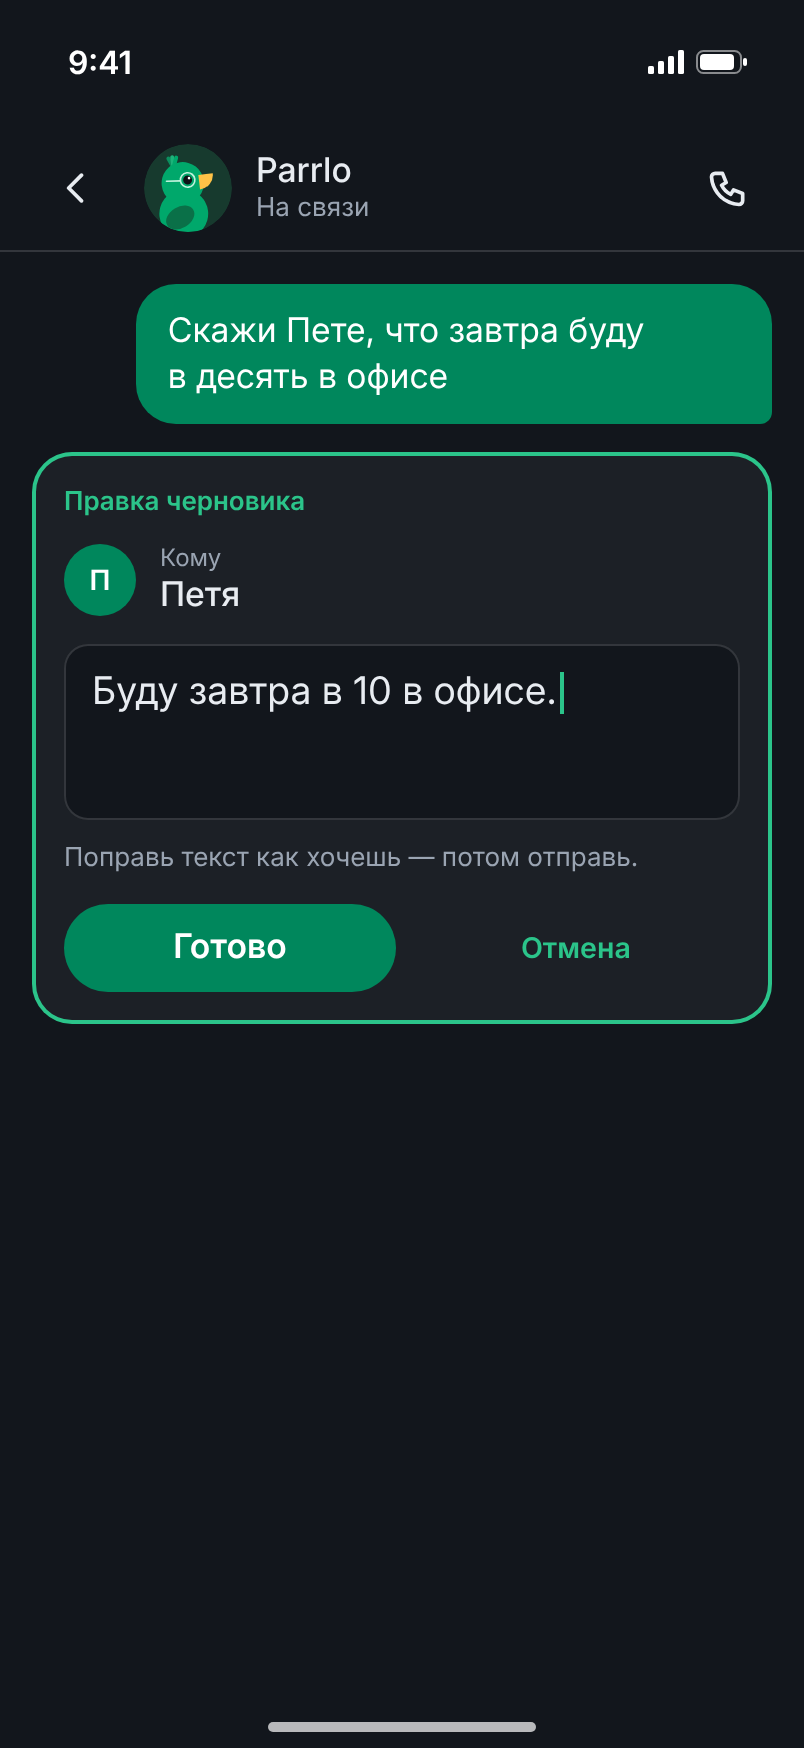 9:41
Parrlo
На связи
Скажи Пете, что завтра буду
в десять в офисе
Правка черновика
П
Кому
Петя
Буду завтра в 10 в офисе.
Поправь текст как хочешь — потом отправь.
Готово
Отмена